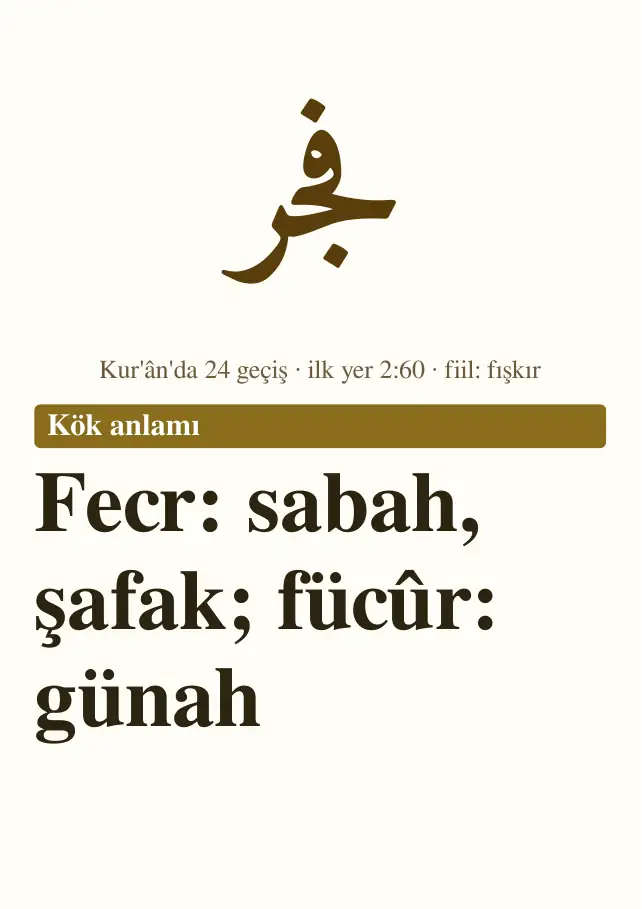 فجر
Kur'ân'da 24 geçiş · ilk yer 2:60 · fiil: fışkır
Kök anlamı
Fecr: sabah,
şafak; fücûr:
günah